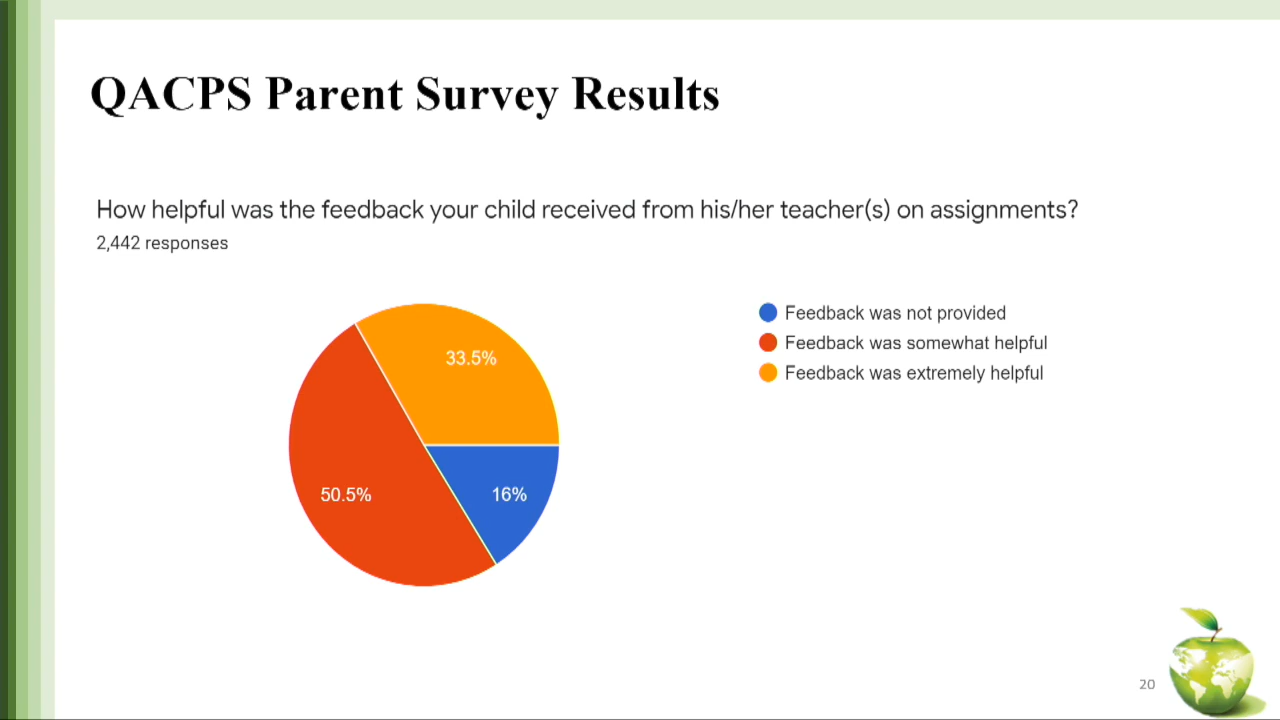 QACPS Parent Survey Results
How helpful was the feedback your child received from his/her teacher(s) on assignments?
2,442 responses
Feedback was not provided
Feedback was somewhat helpful
Feedback was extremely helpful
33.5%
50.5%
16%
20